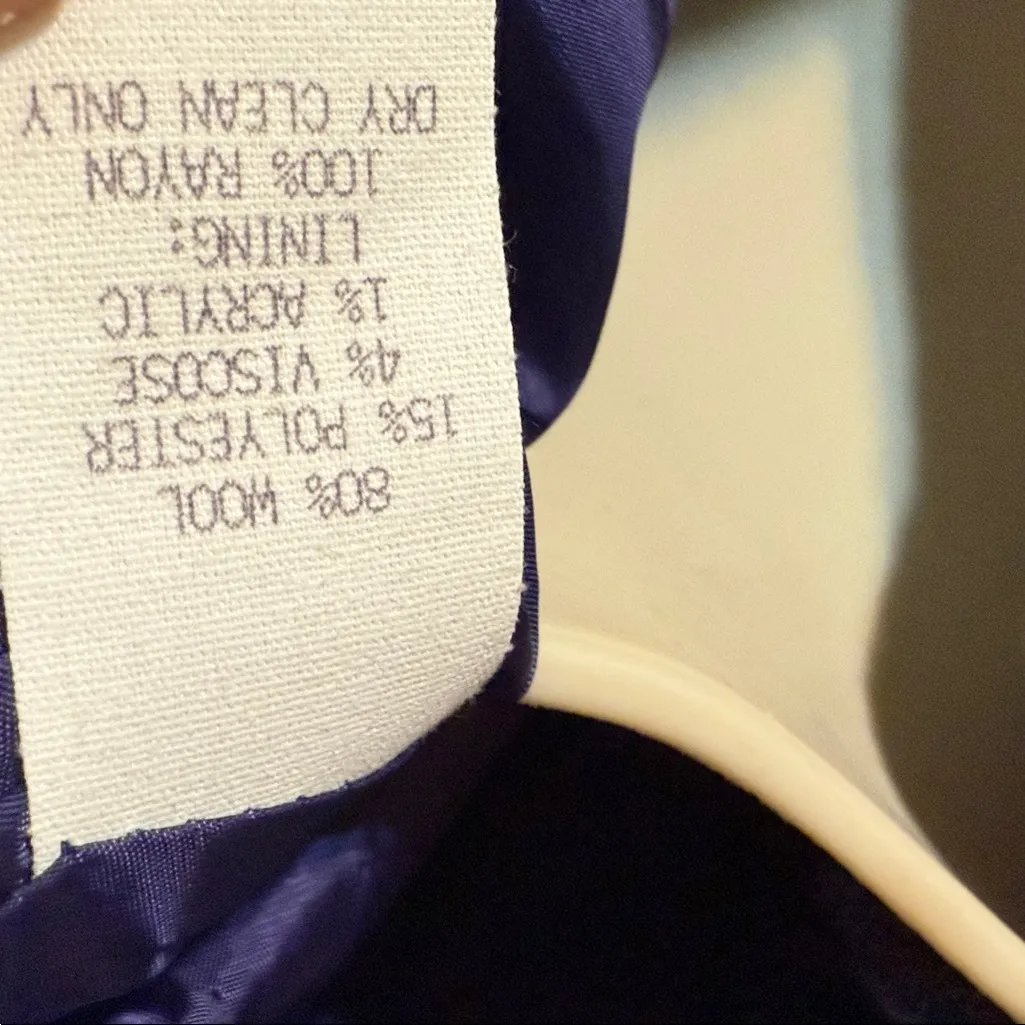 80% WOOL
15% POLYESTER
4% VISCOSE
1% ACRYLIC
LINING:
100% RAYON
DRY CLEAN ONLY